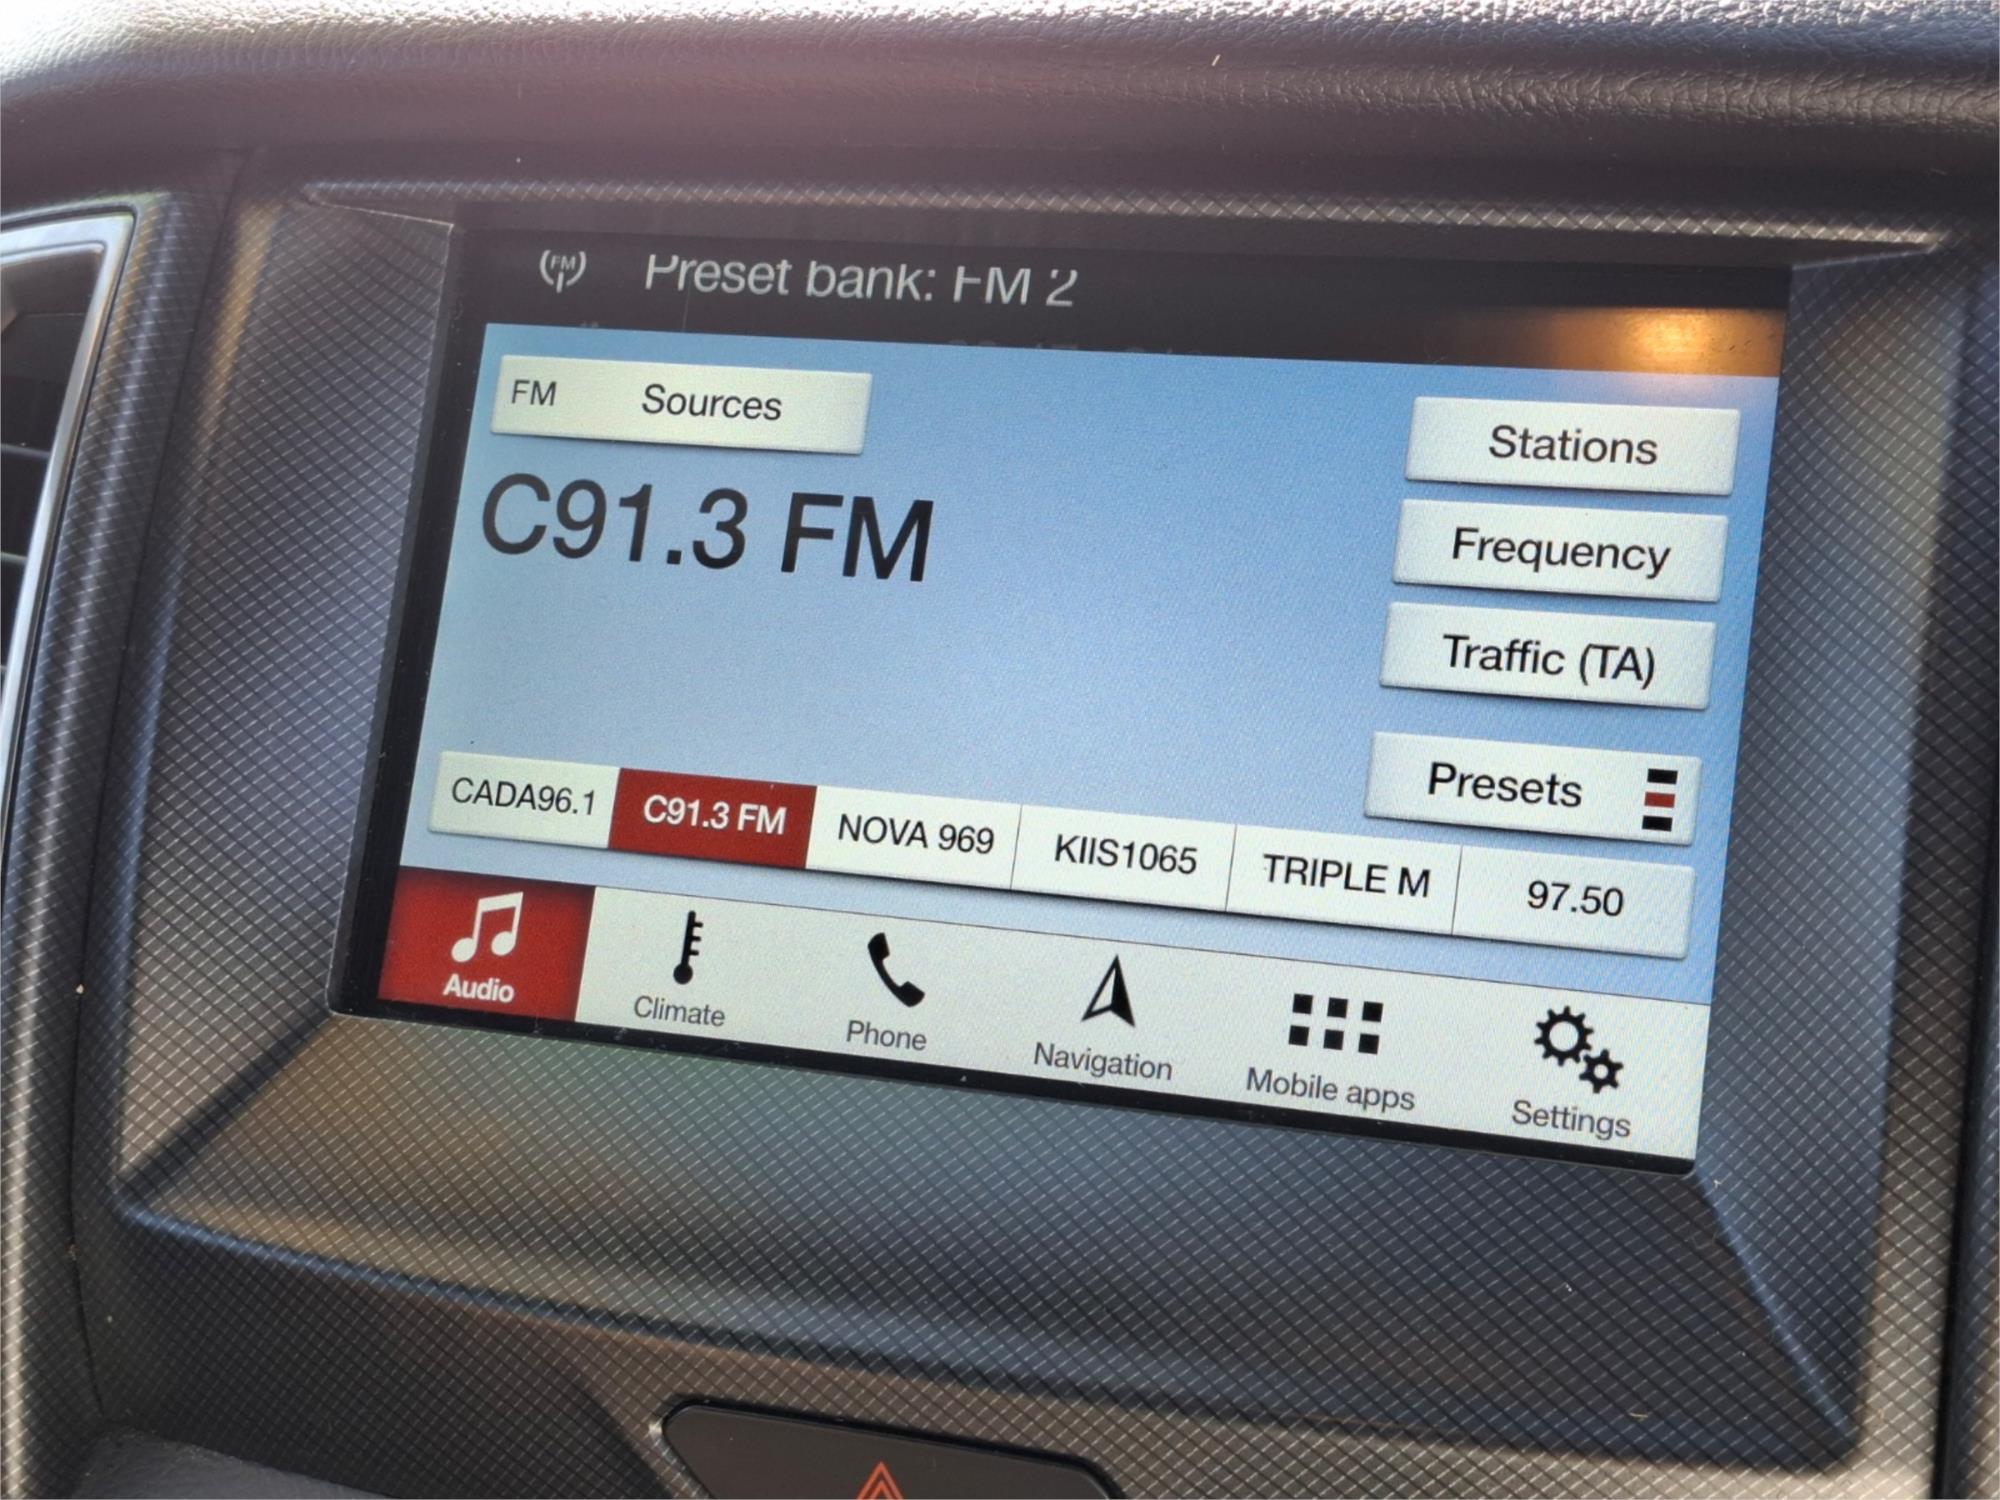 FM Preset bank: FM 2
FM Sources
Stations
C91.3 FM
Frequency
Traffic (TA)
Presets
CADA96.1 C91.3 FM NOVA 969 KIIS1065 TRIPLE M 97.50
Audio Climate Phone Navigation Mobile apps Settings